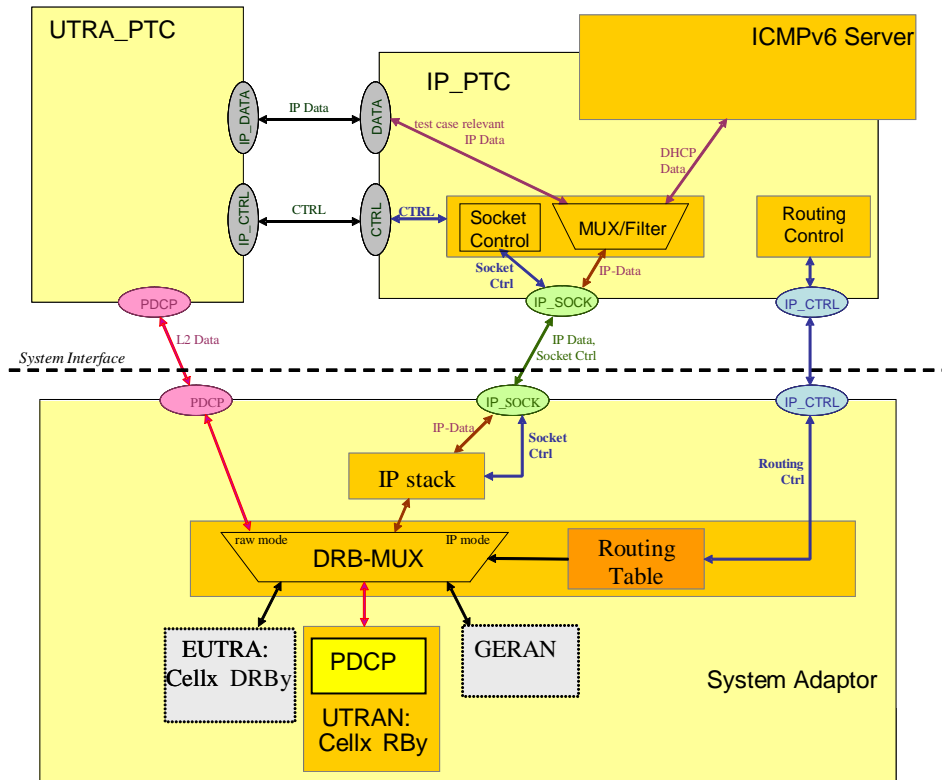 UTRA_PTC
ICMPv6 Server
IP_PTC
IP_DATA
IP Data
DATA
test case relevant
IP Data
DHCP
Data
IP_CTRL
CTRL
CTRL
CTRL
Socket
Control
MUX/Filter
Routing
Control
Socket
Ctrl
IP-Data
PDCP
IP_SOCK
IP_CTRL
L2 Data
IP Data,
Socket Ctrl
System Interface
PDCP
IP_SOCK
IP_CTRL
IP-Data
Socket
Ctrl
IP stack
Routing
Ctrl
raw mode
IP mode
DRB-MUX
Routing
Table
EUTRA:
Cellx DRBy
PDCP
UTRAN:
Cellx RBy
GERAN
System Adaptor